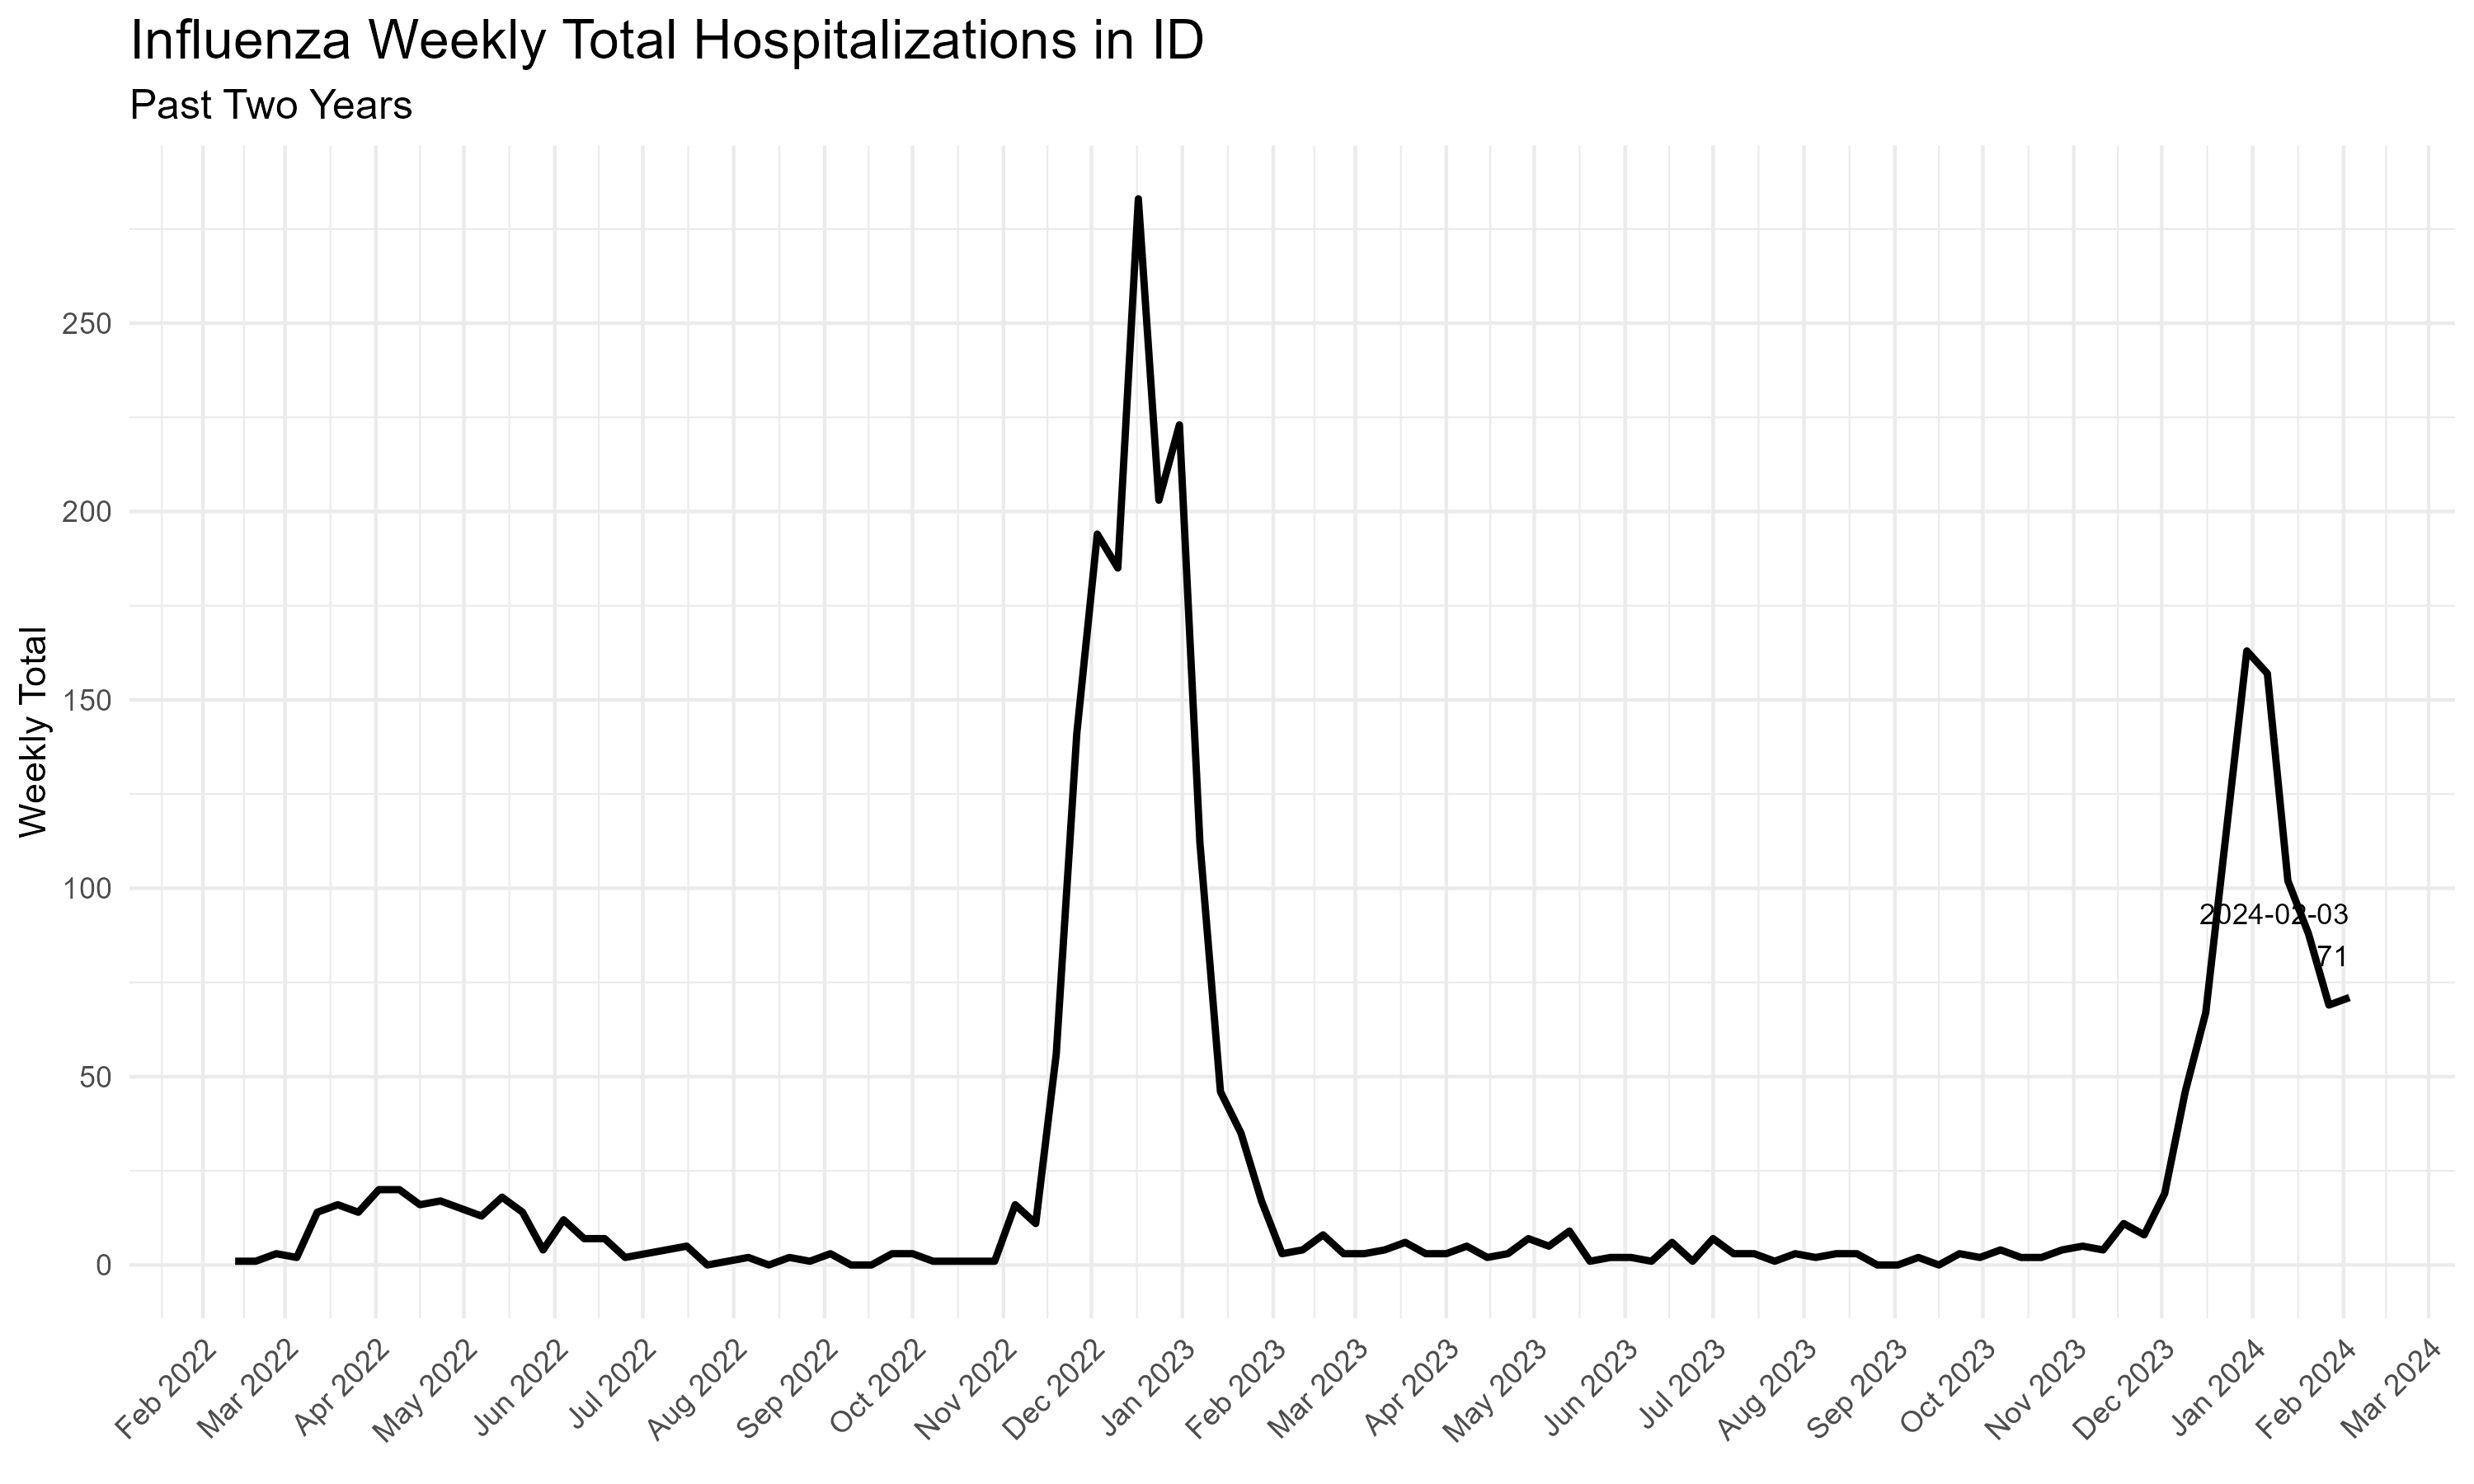 Influenza Weekly Total Hospitalizations in ID
Past Two Years
Weekly Total
250
200
150
100
50
0
2024-02-03
71
Feb 2022
Mar 2022
Apr 2022
May 2022
Jun 2022
Jul 2022
Aug 2022
Sep 2022
Oct 2022
Nov 2022
Dec 2022
Jan 2023
Feb 2023
Mar 2023
Apr 2023
May 2023
Jun 2023
Jul 2023
Aug 2023
Sep 2023
Oct 2023
Nov 2023
Dec 2023
Jan 2024
Feb 2024
Mar 2024